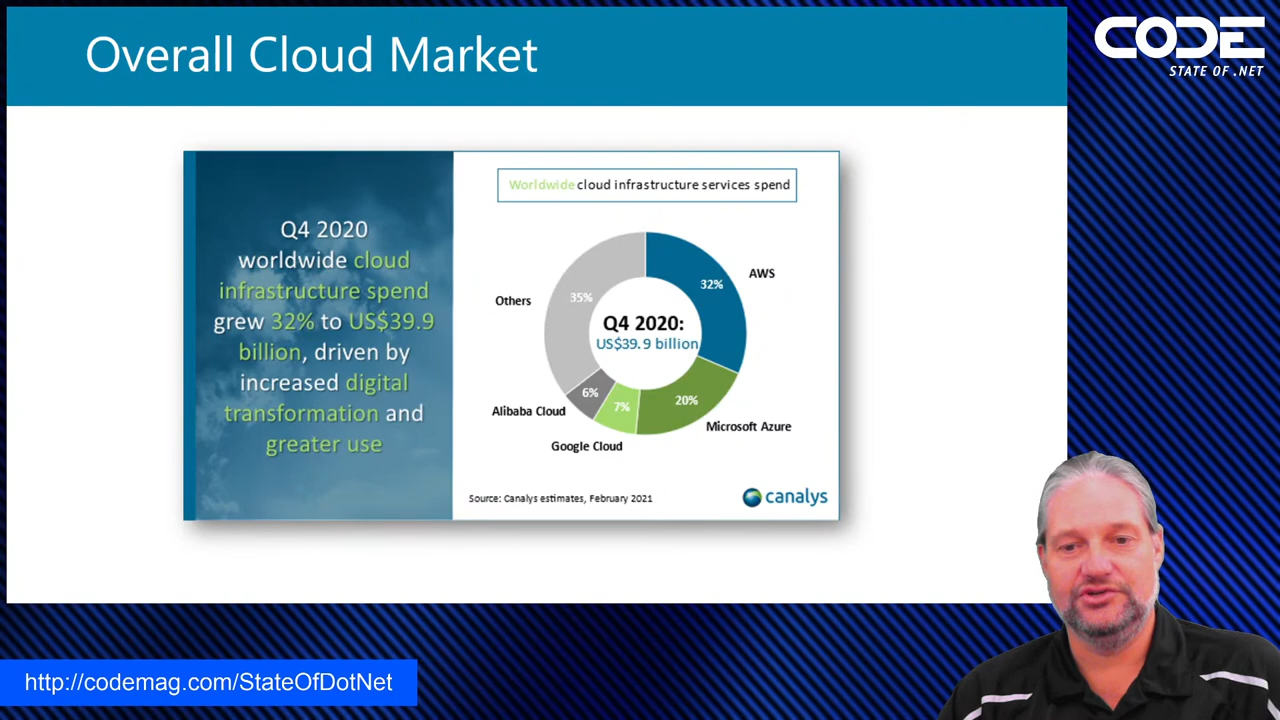 Overall Cloud Market
CODE
STATE OF .NET
Q4 2020
worldwide cloud
infrastructure spend
grew 32% to US$39.9
billion, driven by
increased digital
transformation and
greater use
Worldwide cloud infrastructure services spend
AWS
32%
Others
35%
Q4 2020:
US$39.9 billion
6%
7%
20%
Alibaba Cloud
Microsoft Azure
Google Cloud
Source: Canalys estimates, February 2021
canalys
http://codemag.com/StateOfDotNet